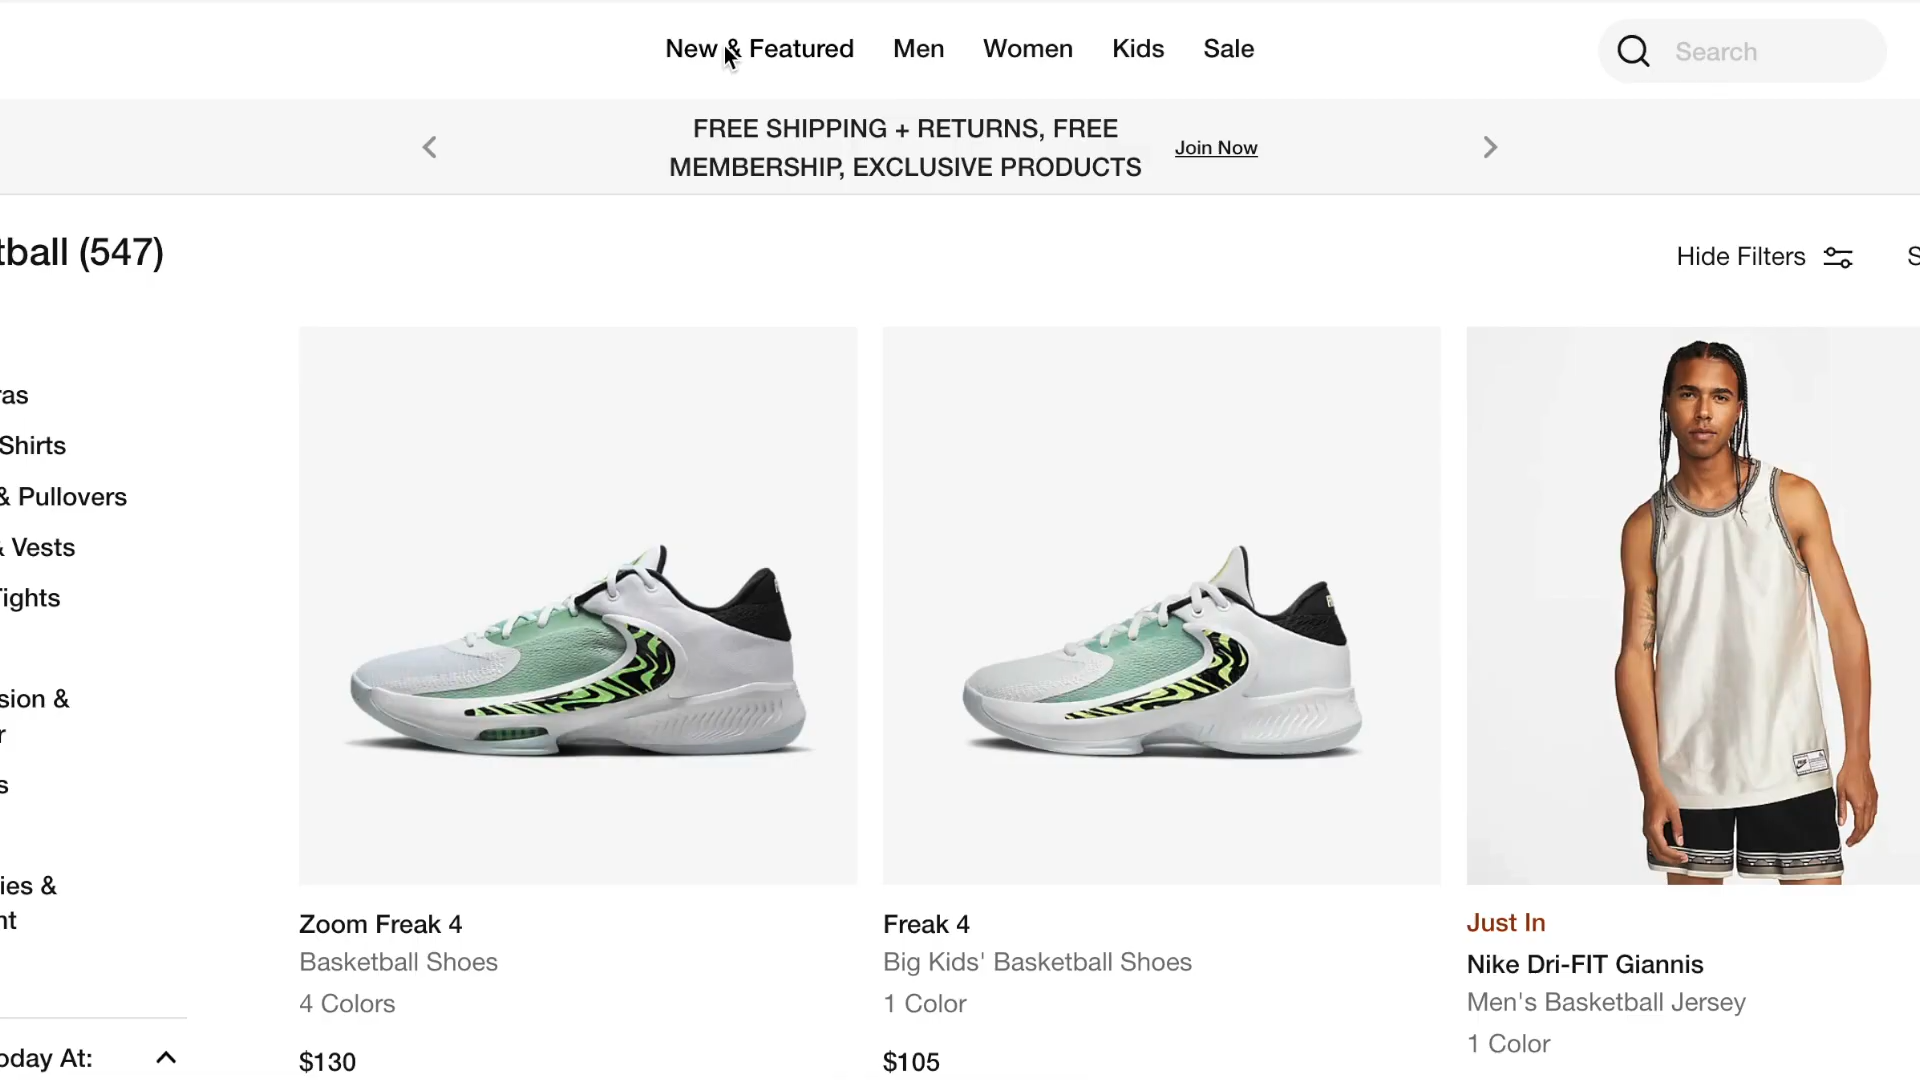 New & Featured
Men
Women
Kids
Sale
Search
FREE SHIPPING + RETURNS, FREE
MEMBERSHIP, EXCLUSIVE PRODUCTS
Join Now
tball (547)
Hide Filters
S
ras
Shirts
& Pullovers
& Vests
Tights
sion &
r
s
ies &
nt
oday At:
Zoom Freak 4
Basketball Shoes
4 Colors
$130
Freak 4
Big Kids' Basketball Shoes
1 Color
$105
Just In
Nike Dri-FIT Giannis
Men's Basketball Jersey
1 Color